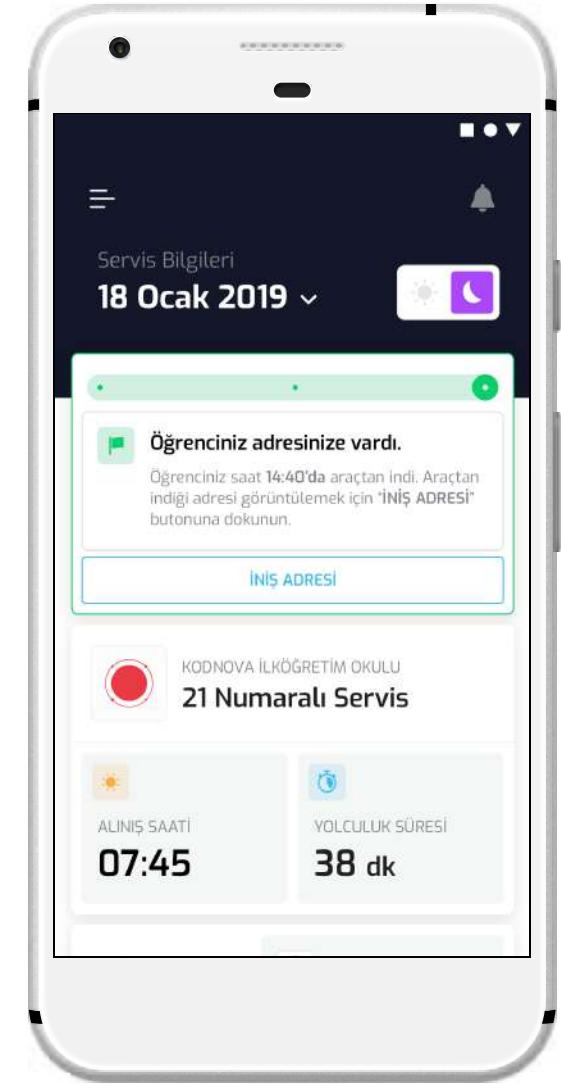 Servis Bilgileri
18 Ocak 2019
Öğrenciniz adresinize vardı.
Öğrenciniz saat 14:40'da araçtan indi. Araçtan
indiği adresi görüntülemek için "İNİŞ ADRESİ"
butonuna dokunun.
İNİŞ ADRESİ
KODNOVA İLKÖĞRETİM OKULU
21 Numaralı Servis
ALINIŞ SAATİ
07:45
YOLCULUK SÜRESİ
38 dk